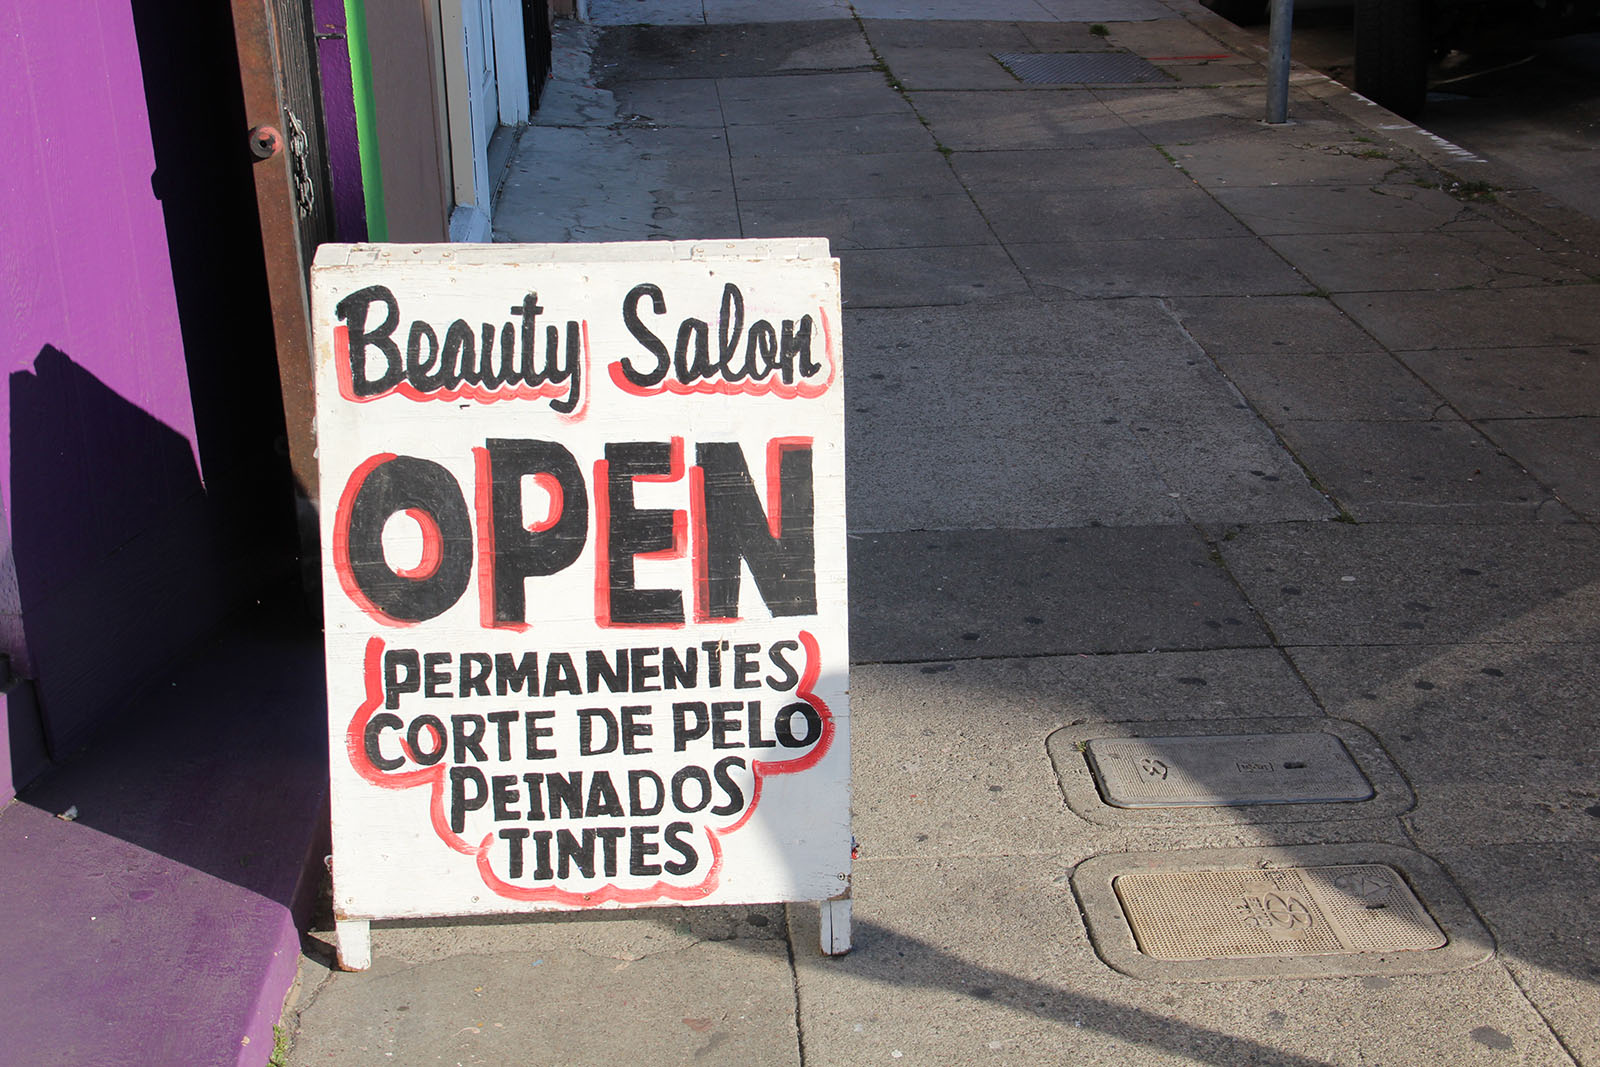 Beauty Salon
OPEN
PERMANENTES
CORTE DE PELO
PEINADOS
TINTES